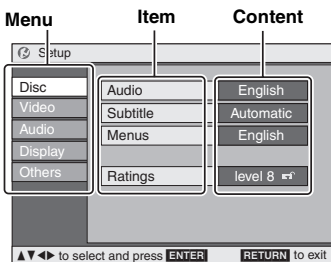 Menu Item Content
Setup
Disc Audio English
Video Subtitle Automatic
Audio Menus English
Display
Others Ratings level 8
▲▼◀▶ to select and press ENTER RETURN to exit